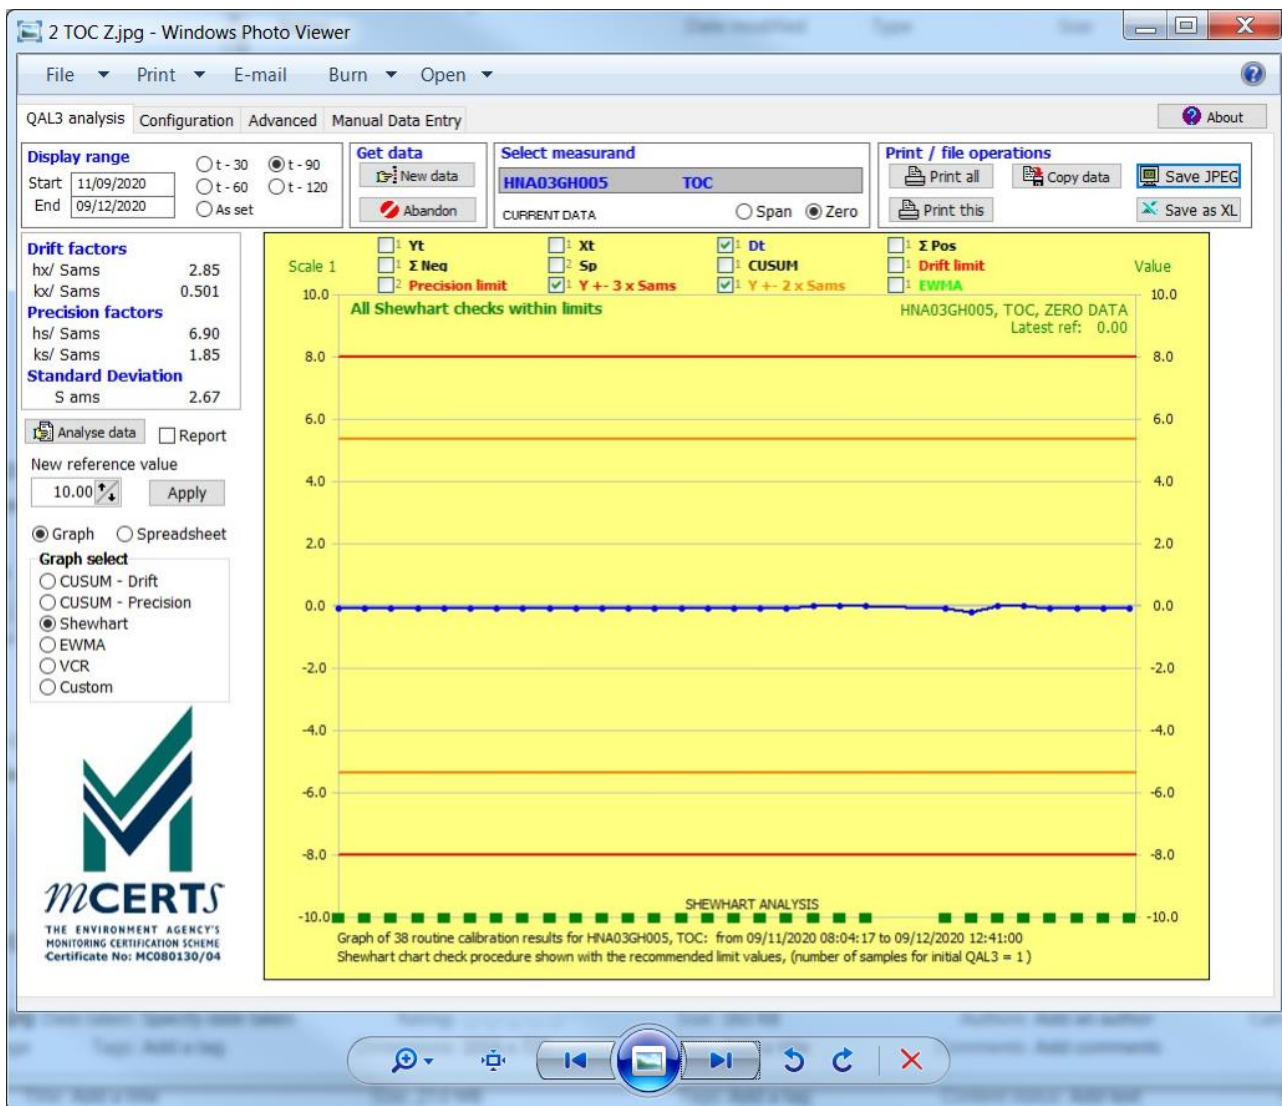 2 TOC Z.jpg - Windows Photo Viewer
File Print E-mail Burn Open
QAL3 analysis Configuration Advanced Manual Data Entry About
Display range
t - 30 t - 90
Start 11/09/2020 t - 60 t - 120
End 09/12/2020 As set
Get data
New data
Abandon
Select measurand
HNA03GH005 TOC
CURRENT DATA Span Zero
Print / file operations
Print all Copy data Save JPEG
Print this Save as XL
Drift factors
hx/ Sams 2.85
kx/ Sams 0.501
Precision factors
hs/ Sams 6.90
ks/ Sams 1.85
Standard Deviation
S ams 2.67
Analyse data Report
New reference value
10.00 Apply
Graph Spreadsheet
Graph select
CUSUM - Drift
CUSUM - Precision
Shewhart
EWMA
VCR
Custom
mCERTS
THE ENVIRONMENT AGENCY'S
MONITORING CERTIFICATION SCHEME
Certificate No: MC080130/04
1 Yt 1 Xt 1 Dt 1 Σ Pos
Scale 1 1 Σ Neg 2 Sp 1 CUSUM 1 Drift limit Value
2 Precision limit 1 Y +- 3 x Sams 1 Y +- 2 x Sams 1 EWMA
10.0 10.0
All Shewhart checks within limits HNA03GH005, TOC, ZERO DATA
Latest ref: 0.00
8.0 8.0
6.0 6.0
4.0 4.0
2.0 2.0
0.0 0.0
-2.0 -2.0
-4.0 -4.0
-6.0 -6.0
-8.0 -8.0
SHEWHART ANALYSIS
-10.0 -10.0
Graph of 38 routine calibration results for HNA03GH005, TOC: from 09/11/2020 08:04:17 to 09/12/2020 12:41:00
Shewhart chart check procedure shown with the recommended limit values, (number of samples for initial QAL3 = 1 )